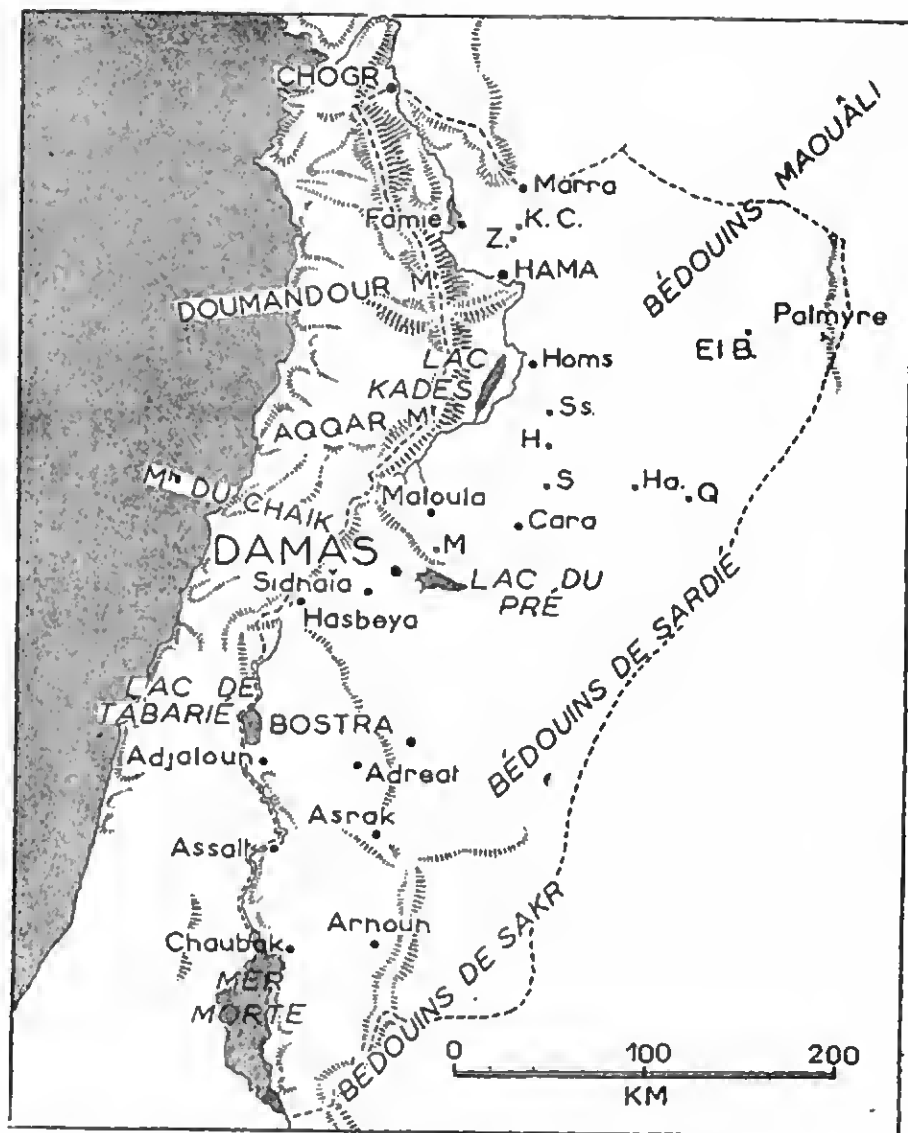 CHOGR
Marra
MAOUÂLI
BÉDOUINS
Famie
K. C.
Z.
HAMA
DOUMANDOUR Mᵗ
Palmyre
El B.
LAC
KADES
Homs
Ss.
AQQAR Mᵗ
H
Mᵗˢ DU
CHAIK
Maloula
S
Ha.
Q
Cara
DAMAS
M
Sidnaïa
LAC DU
PRÉ
Hasbeya
BÉDOUINS DE SARDIÉ
LAC DE
TABARIÉ
BOSTRA
Adjaloun
Adreat
Asrak
Assalt
Arnoun
Chaubak
MER
MORTE
BÉDOUINS DE SAKR
0 100 200
KM